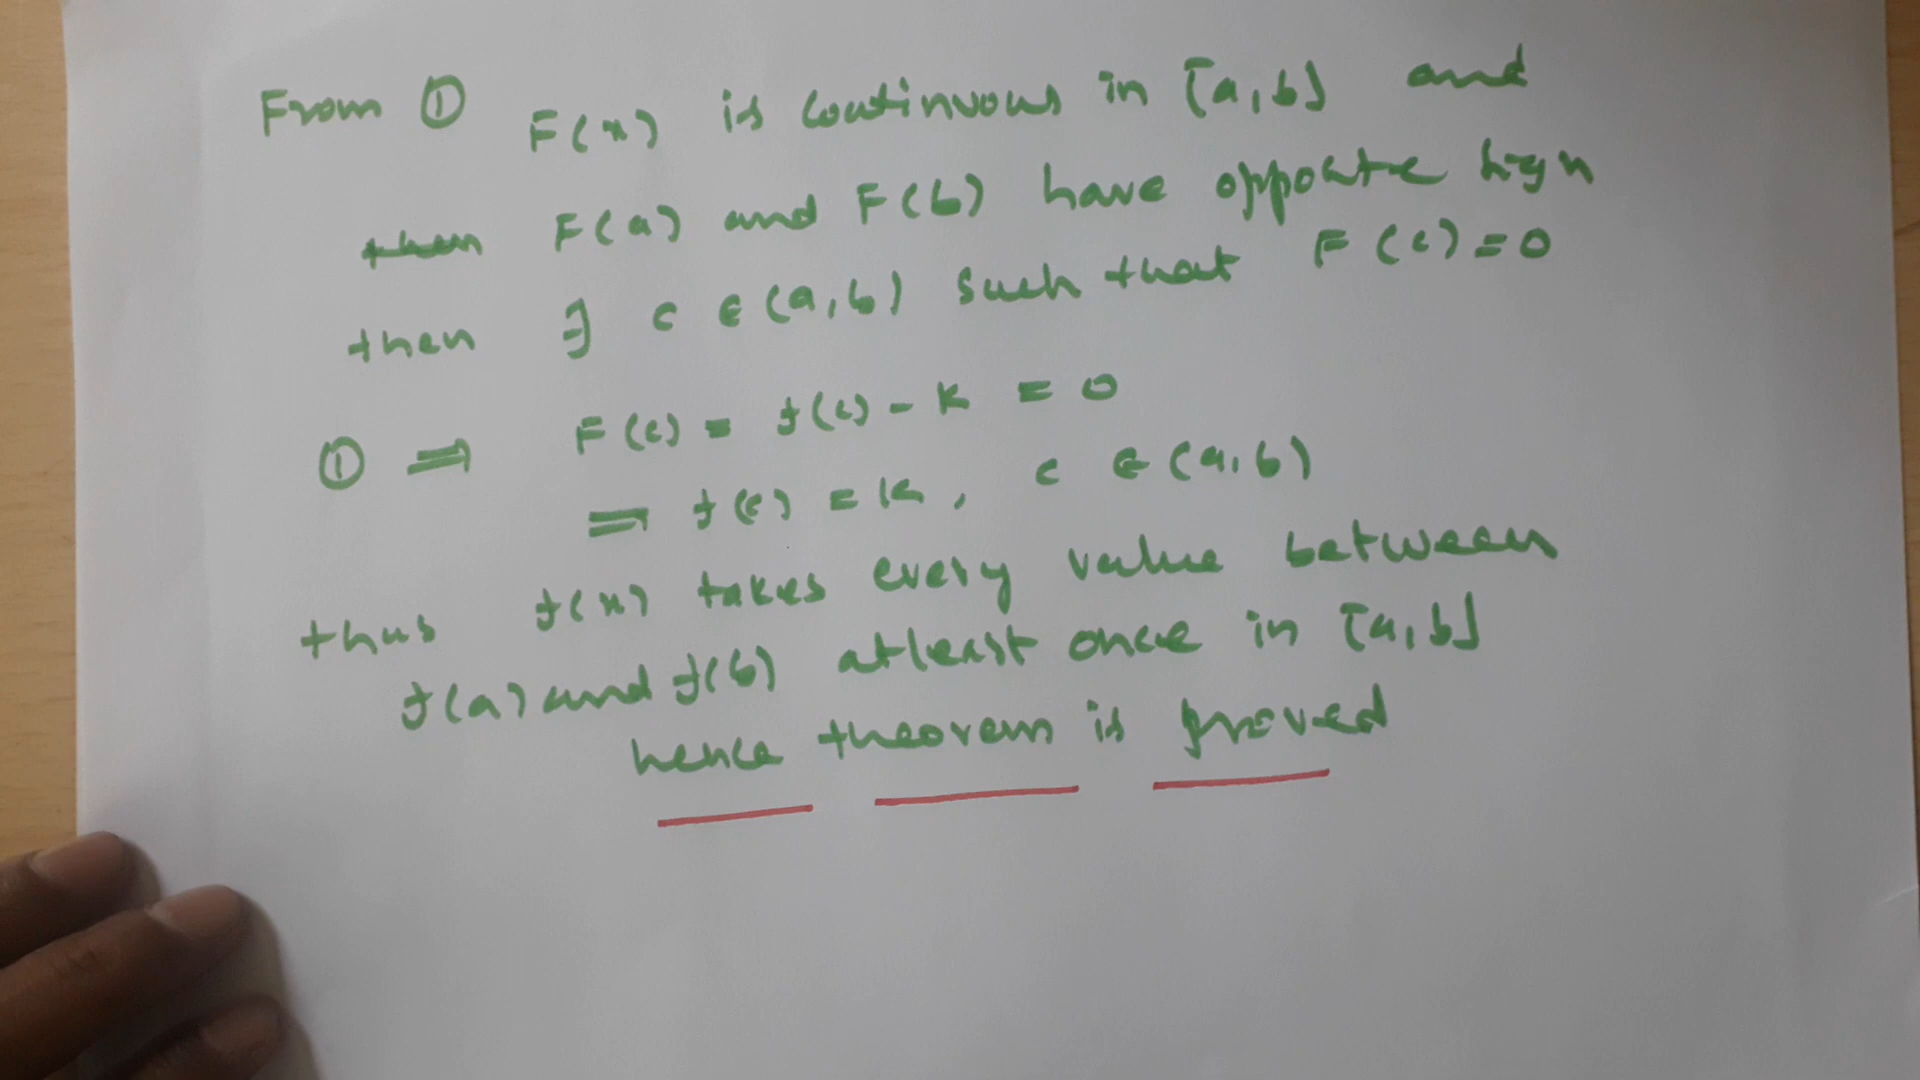 From ① F(x) is continuous in [a,b] and
then F(a) and F(b) have opposite sign
then ∃ c ∈ (a,b) such that F(c) = 0
① ⇒ F(c) = f(c) - K = 0
⇒ f(c) = K, c ∈ (a,b)
thus f(x) takes every value between
f(a) and f(b) atleast once in [a,b]
hence theorem is proved